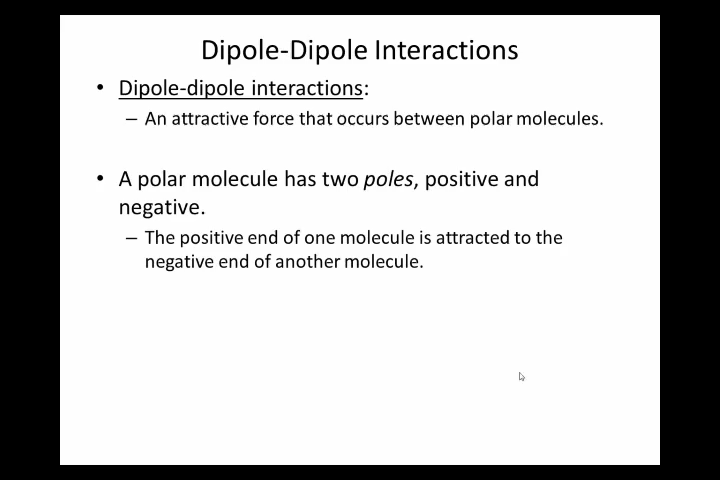 Dipole-Dipole Interactions
• Dipole-dipole interactions:
– An attractive force that occurs between polar molecules.
• A polar molecule has two poles, positive and
negative.
– The positive end of one molecule is attracted to the
negative end of another molecule.